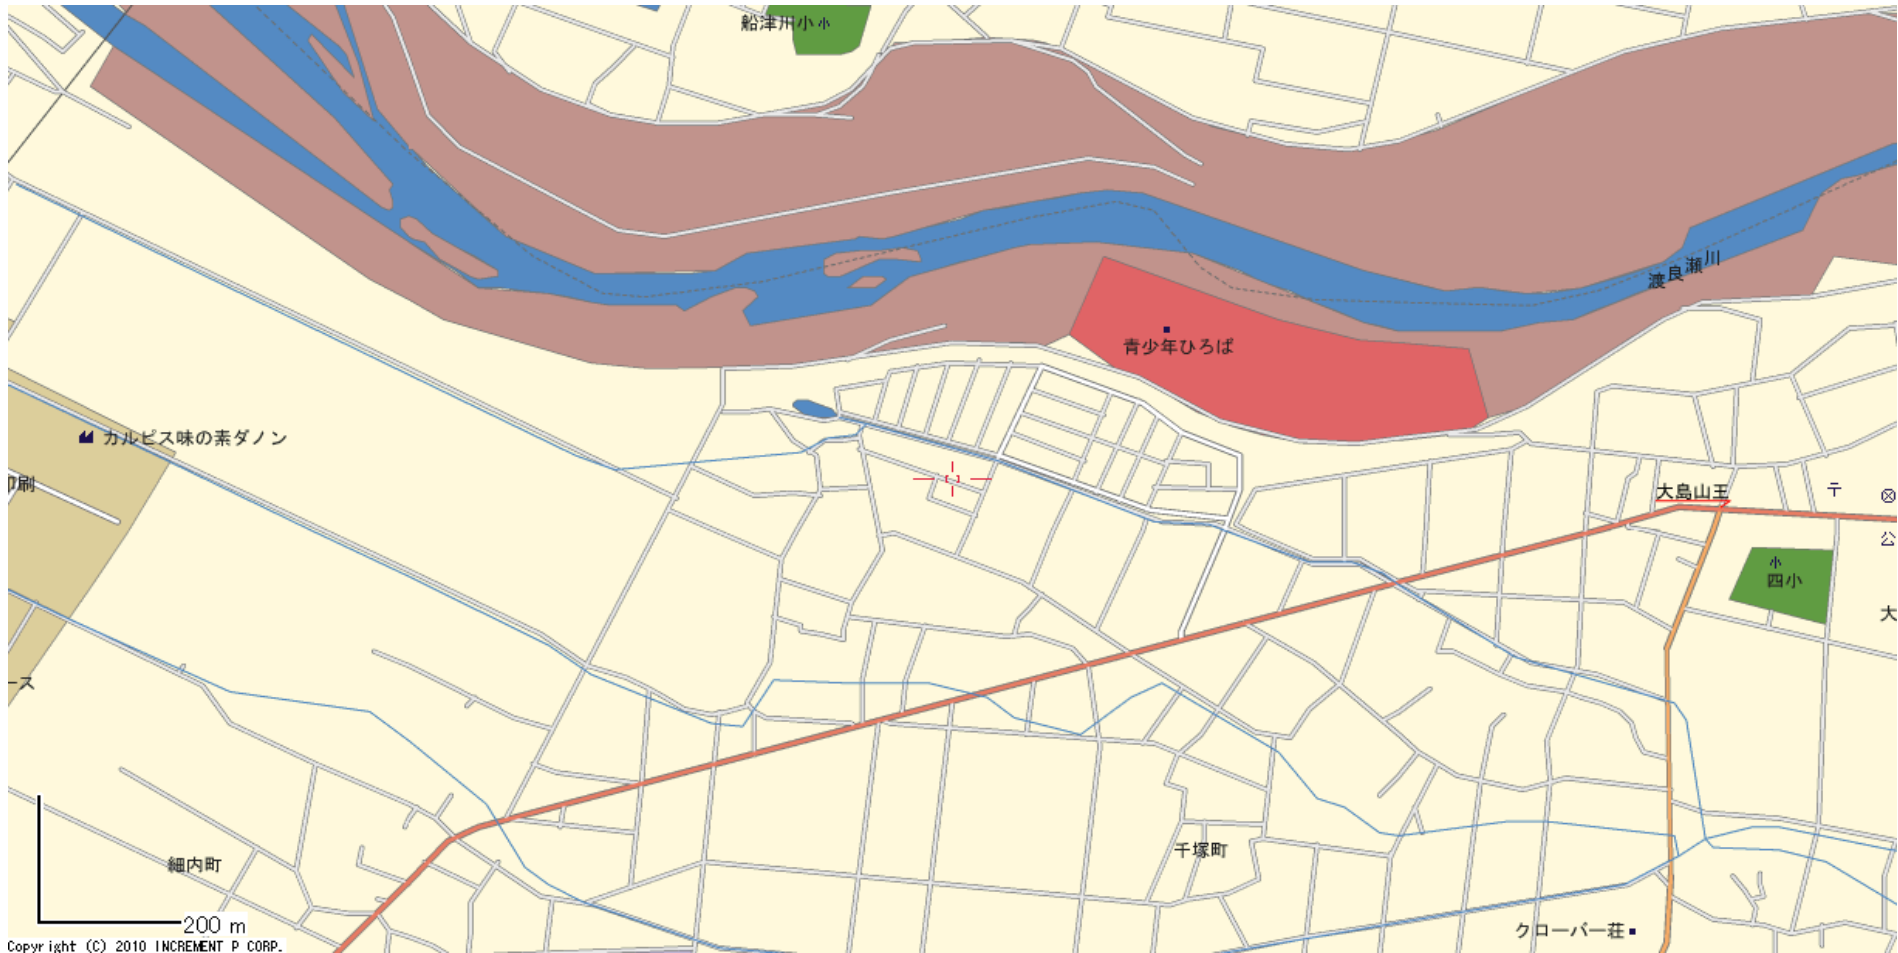 船津川小小
渡良瀬川
青少年ひろば
カルピス味の素ダノン
印刷
大島山王
〒
公
小
四小
大
ース
千塚町
細内町
クローバー荘
200 m
Copyright (C) 2010 INCREMENT P CORP.